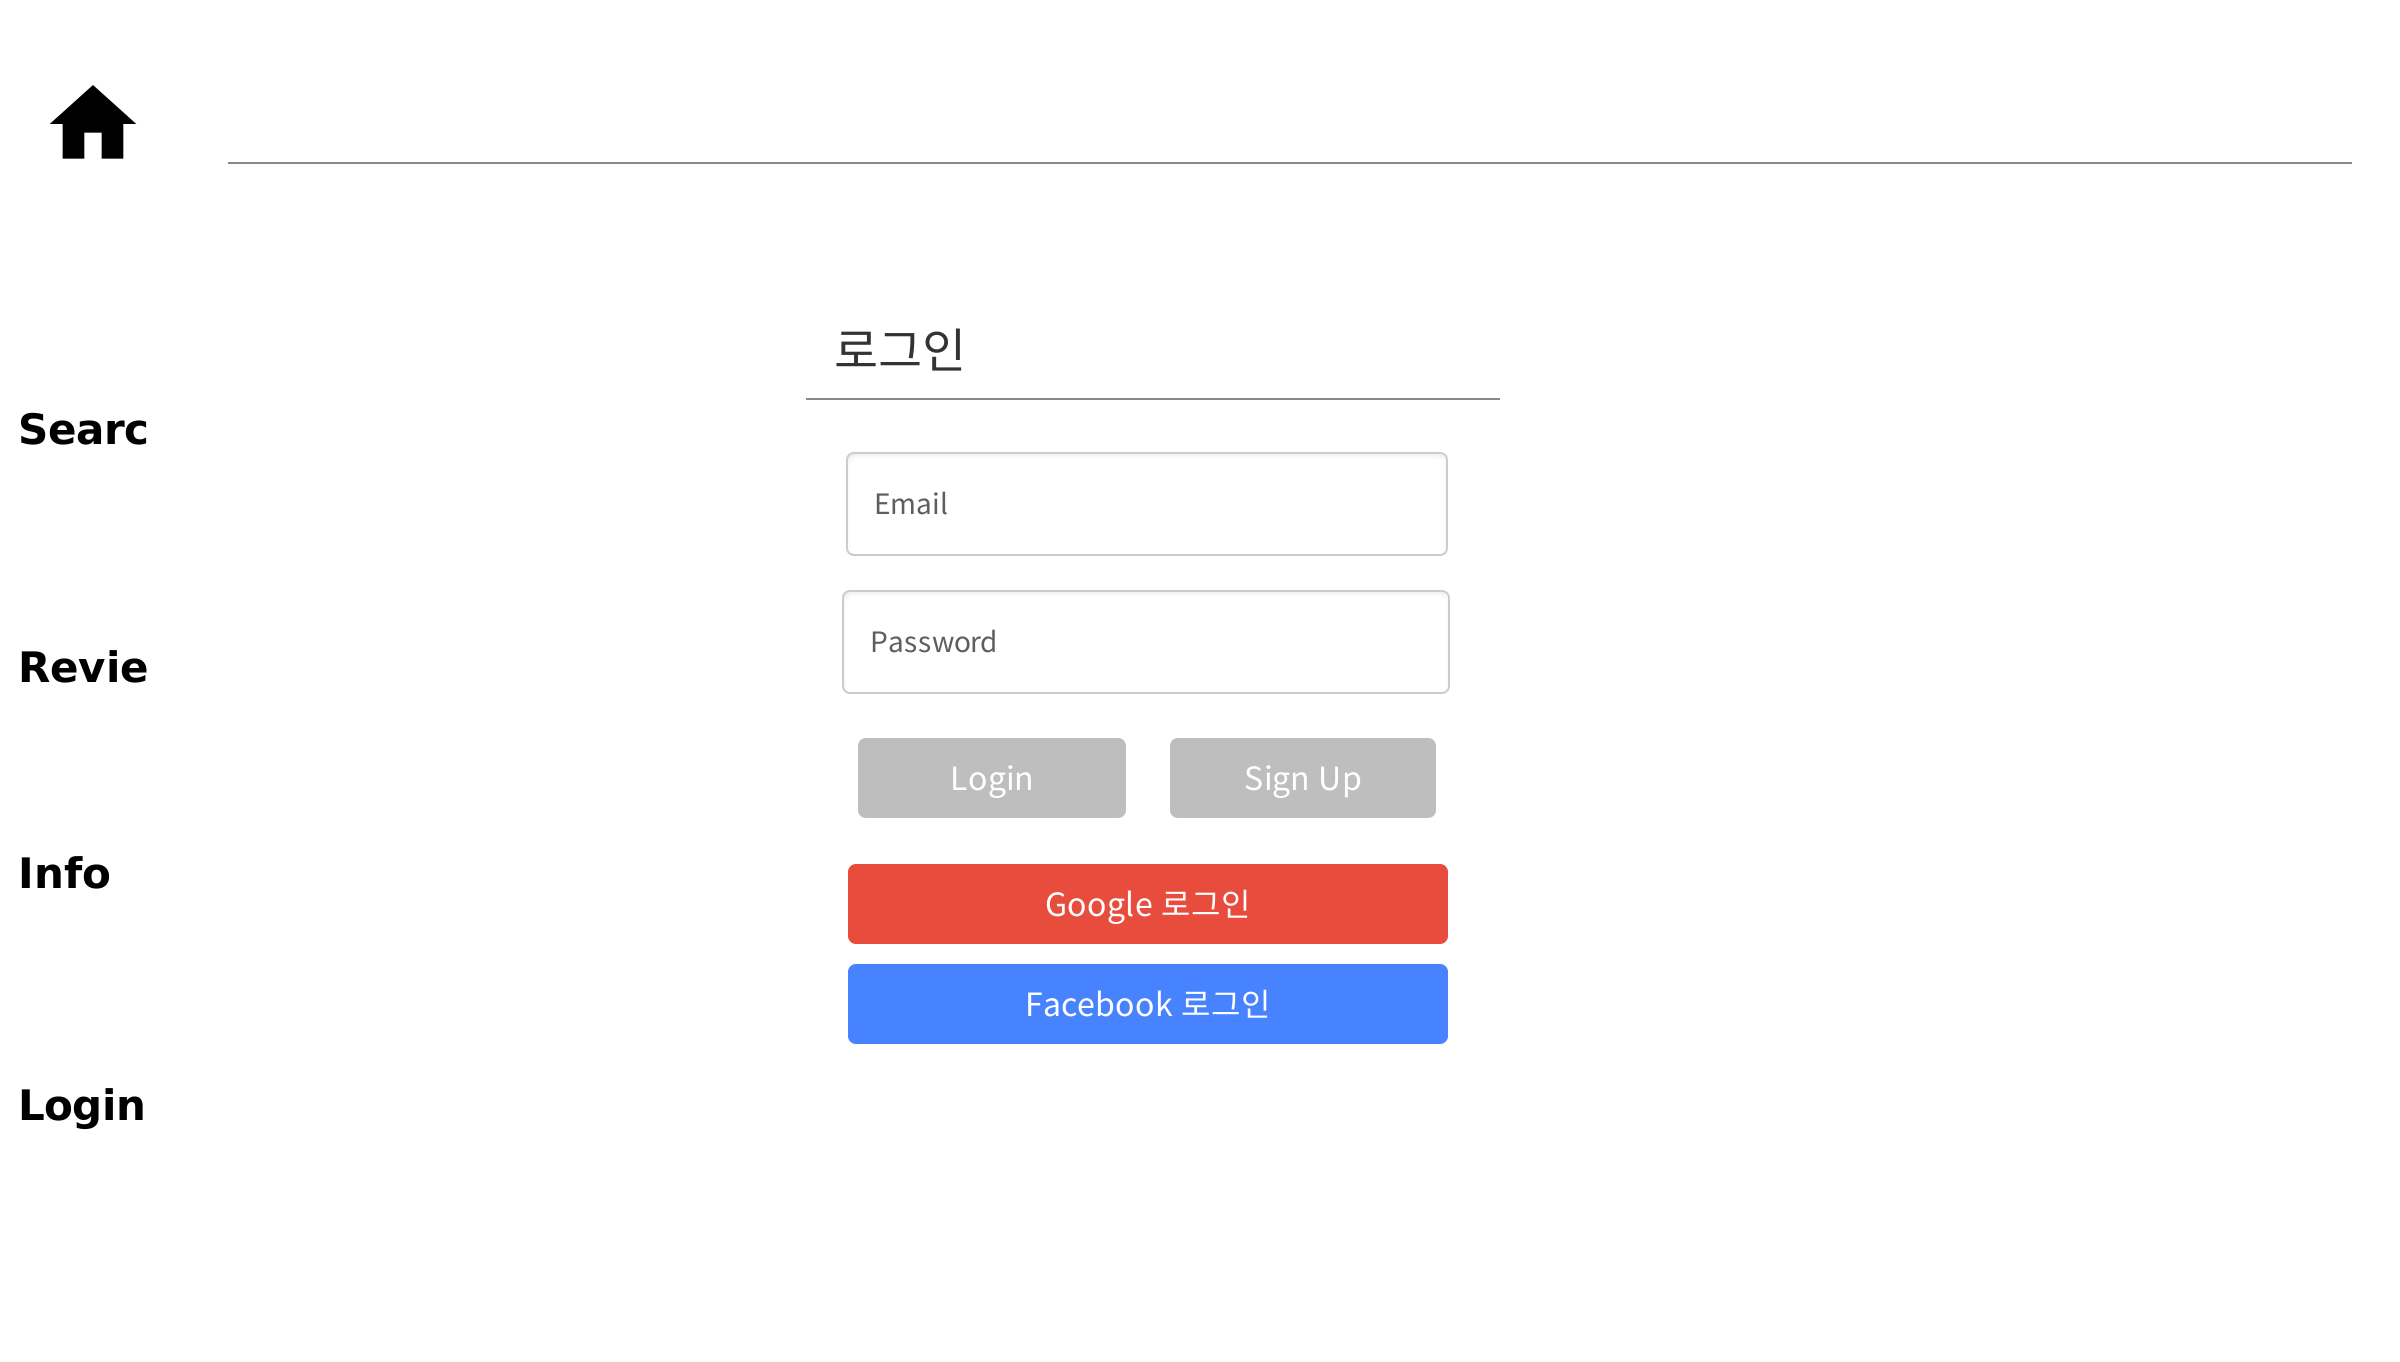 로그인
Searc
Email
Password
Revie
Login
Sign Up
Info
Google 로그인
Facebook 로그인
Login